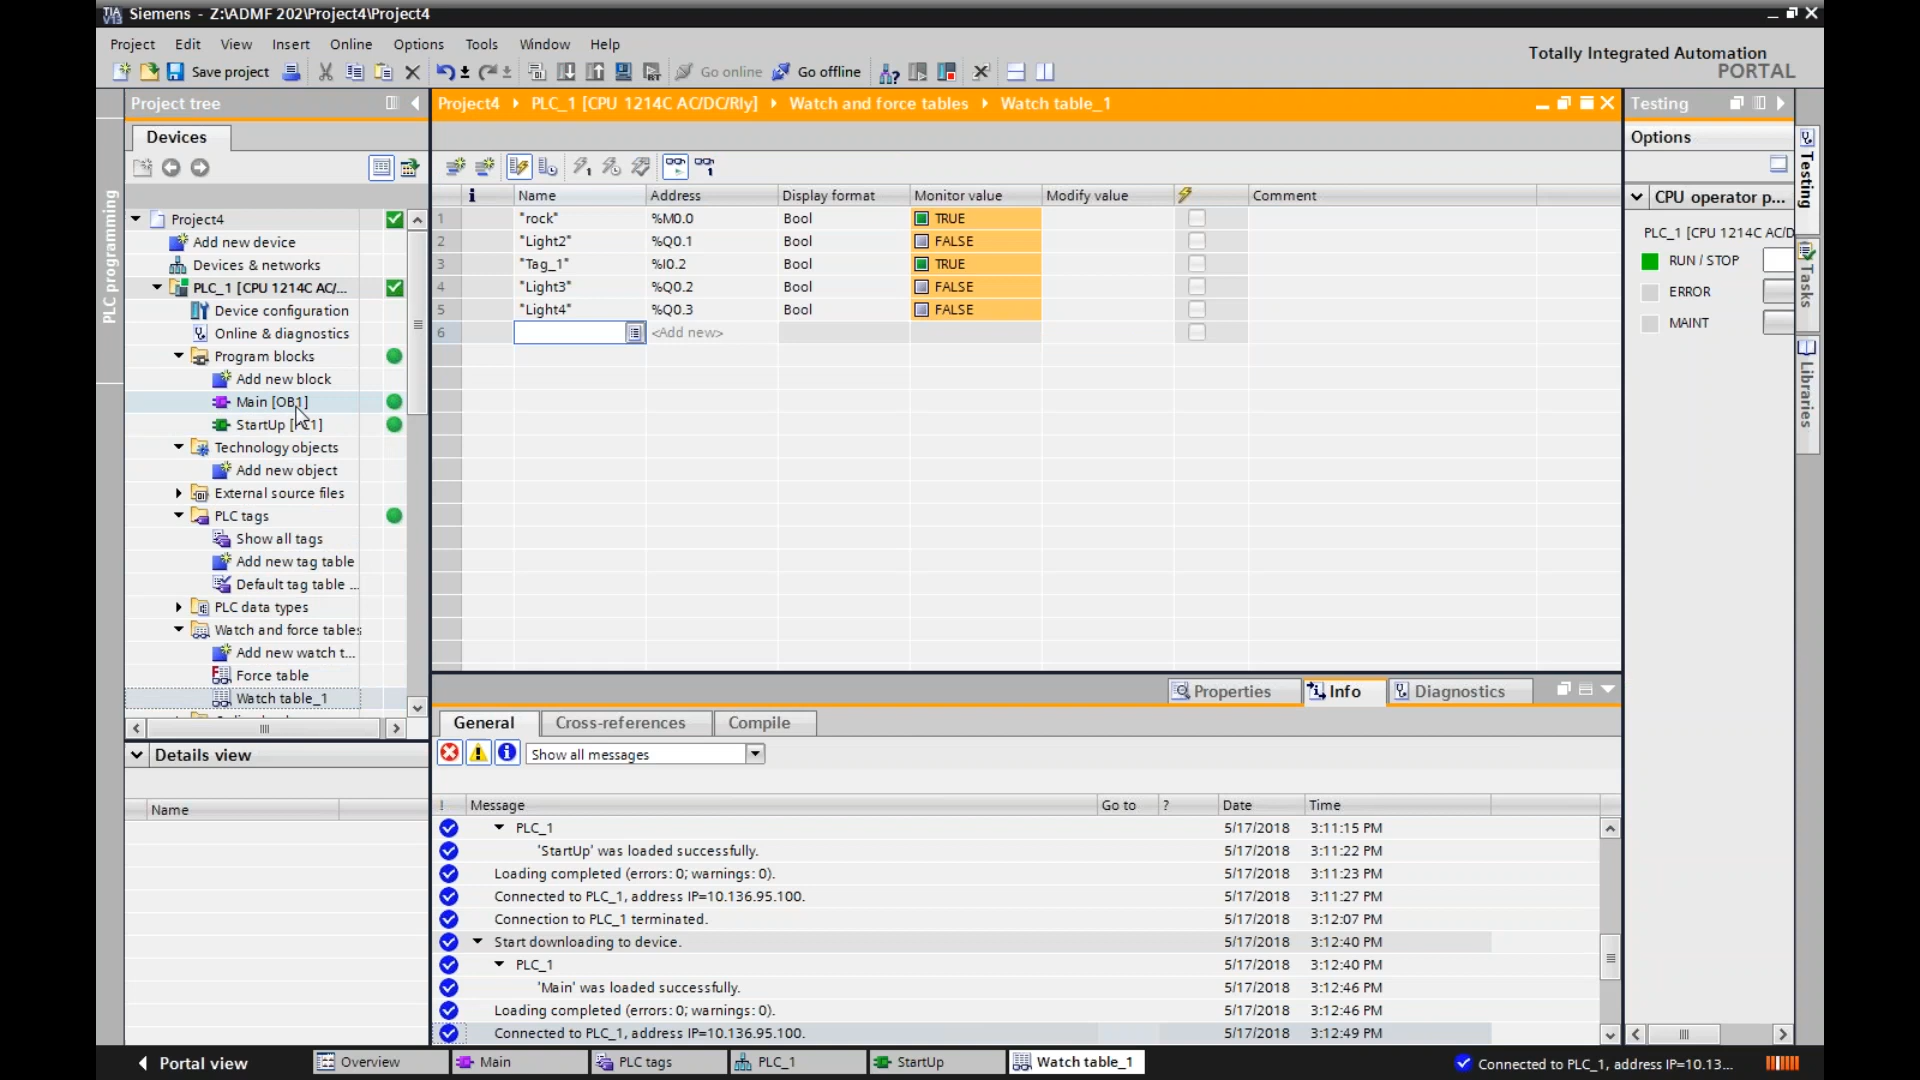 Siemens - Z:\ADMF 202\Project4\Project4
Project Edit View Insert Online Options Tools Window Help
Save project Go online Go offline
Totally Integrated Automation
PORTAL
Project tree
Project4 PLC_1 [CPU 1214C AC/DC/Rly] Watch and force tables Watch table_1
Testing
Devices
Options
PLC programming
i Name Address Display format Monitor value Modify value Comment
CPU operator p...
1 "rock" %M0.0 Bool TRUE
2 "Light2" %Q0.1 Bool FALSE
3 "Tag_1" %I0.2 Bool TRUE
4 "Light3" %Q0.2 Bool FALSE
5 "Light4" %Q0.3 Bool FALSE
6 <Add new>
PLC_1 [CPU 1214C AC/D
RUN / STOP
ERROR
MAINT
Testing
Tasks
Libraries
Project4
Add new device
Devices & networks
PLC_1 [CPU 1214C AC/...
Device configuration
Online & diagnostics
Program blocks
Add new block
Main [OB1]
StartUp [
Technology objects
Add new object
External source files
PLC tags
Show all tags
Add new tag table
Default tag table ...
PLC data types
Watch and force tables
Add new watch t...
Force table
Watch table_1
Details view
Name
Properties Info Diagnostics
General Cross-references Compile
Show all messages
! Message Go to ? Date Time
PLC_1 5/17/2018 3:11:15 PM
'StartUp' was loaded successfully. 5/17/2018 3:11:22 PM
Loading completed (errors: 0; warnings: 0). 5/17/2018 3:11:23 PM
Connected to PLC_1, address IP=10.136.95.100. 5/17/2018 3:11:27 PM
Connection to PLC_1 terminated. 5/17/2018 3:12:07 PM
Start downloading to device. 5/17/2018 3:12:40 PM
PLC_1 5/17/2018 3:12:40 PM
'Main' was loaded successfully. 5/17/2018 3:12:46 PM
Loading completed (errors: 0; warnings: 0). 5/17/2018 3:12:46 PM
Connected to PLC_1, address IP=10.136.95.100. 5/17/2018 3:12:49 PM
Portal view Overview Main PLC tags PLC_1 StartUp Watch table_1
Connected to PLC_1, address IP=10.13...